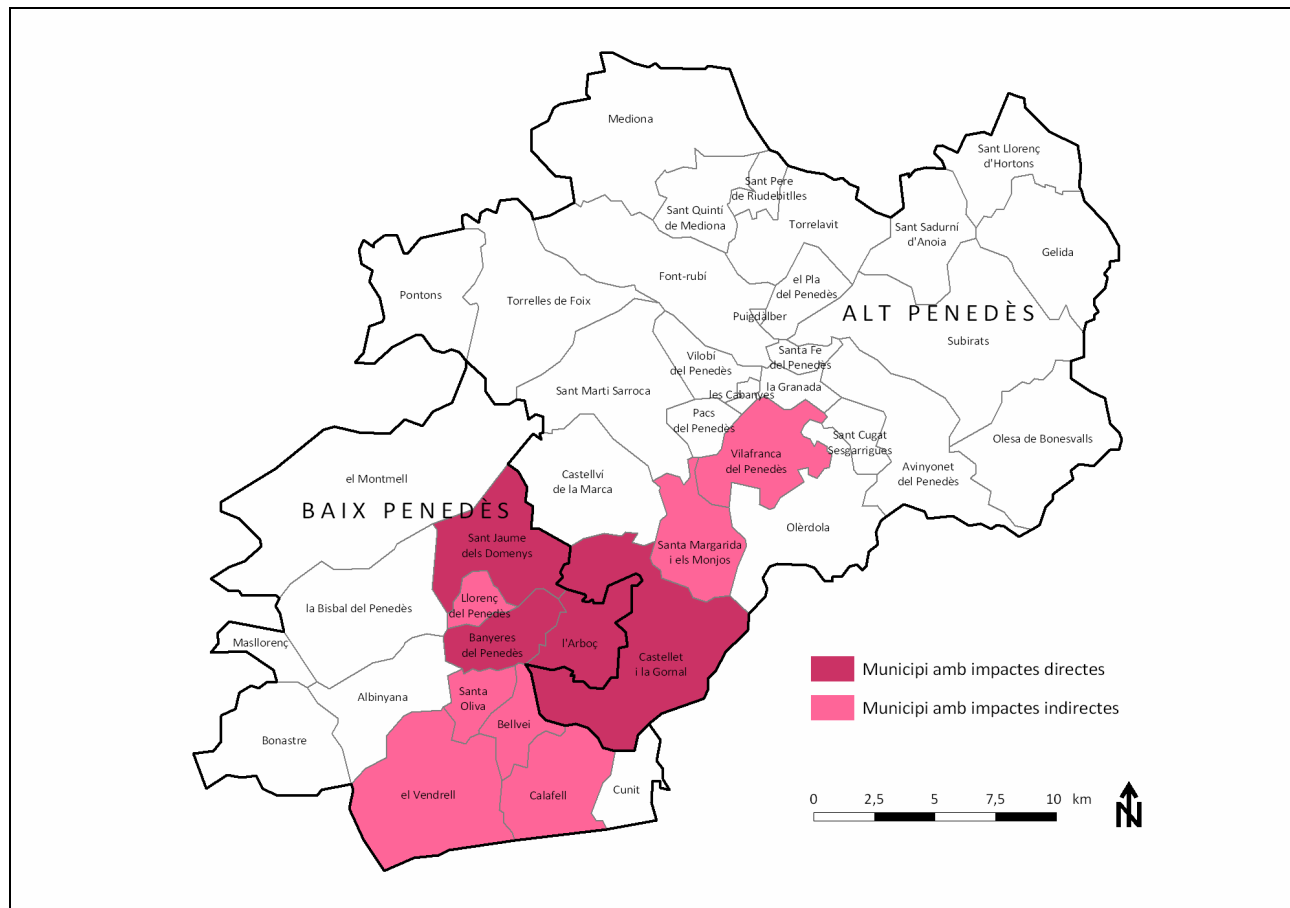 Mediona
Sant Llorenç
d'Hortons
Sant Pere
de Riudebitlles
Sant Quintí
de Mediona
Torrelavit
Sant Sadurní
d'Anoia
Gelida
Font-rubí
el Pla
del Penedès
Pontons
Torrelles de Foix
Puigdàlber
ALT PENEDÈS
Subirats
Vilobí
del Penedès
Santa Fe
del Penedès
Sant Marti Sarroca
les Cabanyes
la Granada
Pacs
del Penedès
Sant Cugat
Sesgarrigues
Olesa de Bonesvalls
Vilafranca
del Penedès
Avinyonet
del Penedès
el Montmell
Castellví
de la Marca
BAIX PENEDÈS
Olèrdola
Sant Jaume
dels Domenys
Santa Margarida
i els Monjos
Llorenç
del Penedès
la Bisbal del Penedès
Masllorenç
Banyeres
del Penedès
l'Arboç
Castellet
i la Gornal
Municipi amb impactes directes
Albinyana
Santa
Oliva
Municipi amb impactes indirectes
Bellvei
Bonastre
el Vendrell
Calafell
Cunit
0 2,5 5 7,5 10 km
N